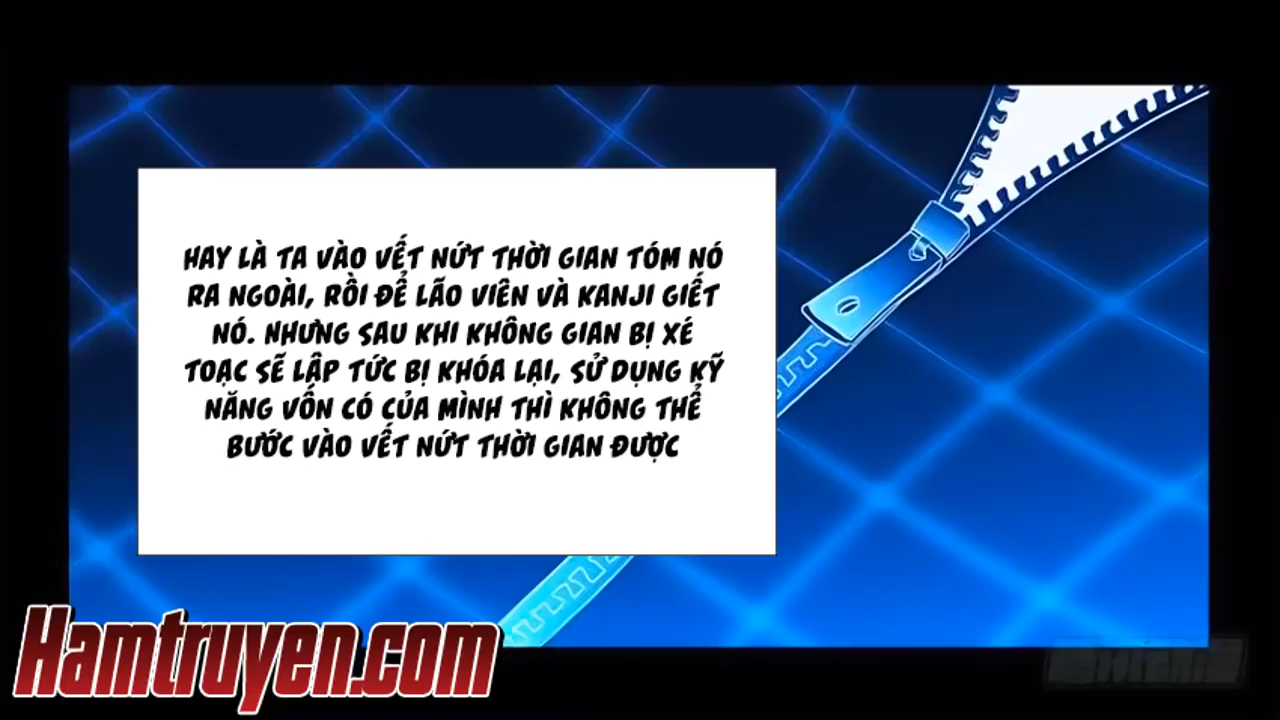 HAY LÀ TA VÀO VẾT NỨT THỜI GIAN TÓM NÓ
RA NGOÀI, RỒI ĐỂ LÃO VIÊN VÀ KANJI GIẾT
NÓ. NHƯNG SAU KHI KHÔNG GIAN BỊ XÉ
TOẠC SẼ LẬP TỨC BỊ KHÓA LẠI, SỬ DỤNG KỸ
NĂNG VỐN CÓ CỦA MÌNH THÌ KHÔNG THỂ
BƯỚC VÀO VẾT NỨT THỜI GIAN ĐƯỢC
Hamtruyen.com